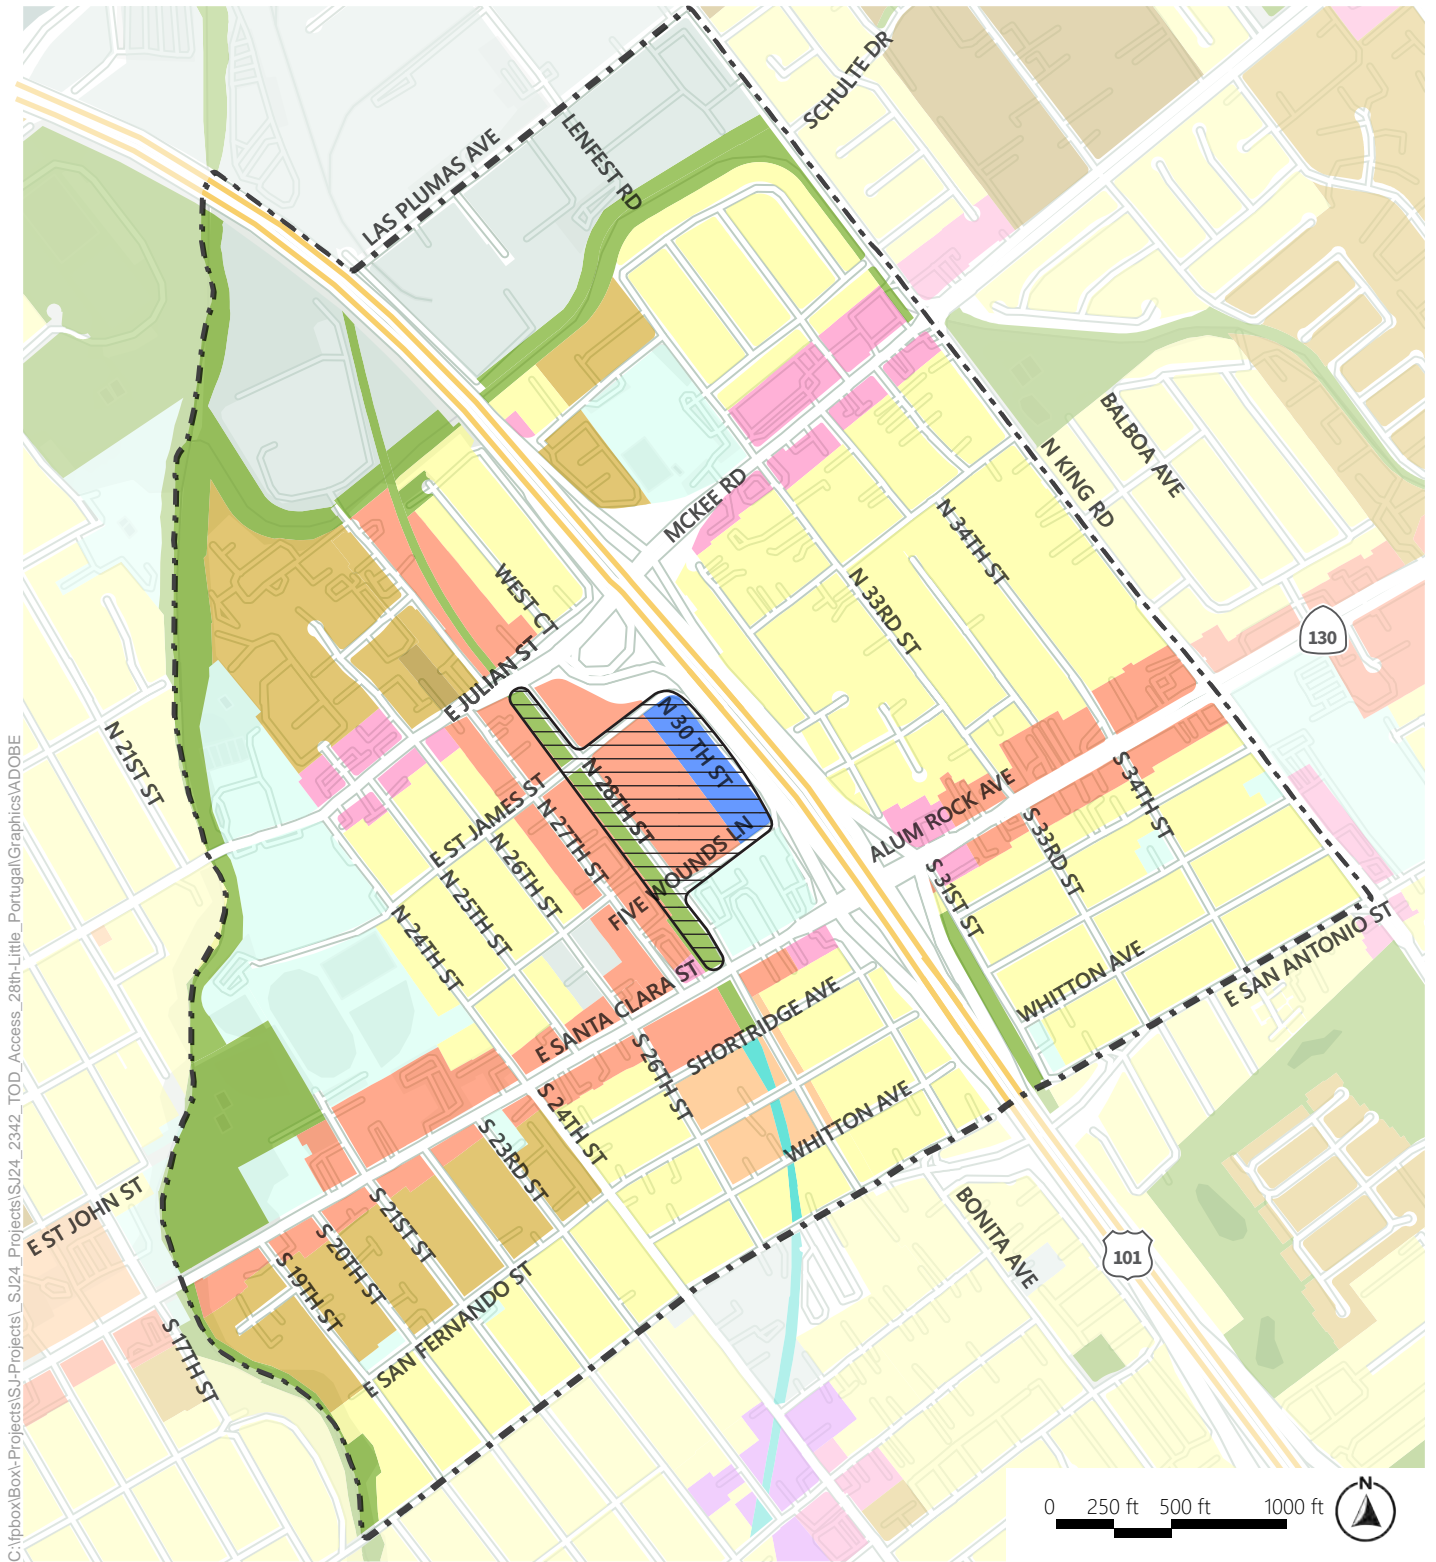 SCHULTE DR
LENFEST RD
LAS PLUMAS AVE
BALBOA AVE
N KING RD
MCKEE RD
N 34TH ST
N 33RD ST
WEST CT
130
E JULIAN ST
N 21ST ST
N 30TH ST
N 28TH ST
E ST JAMES ST
N 27TH ST
N 26TH ST
N 25TH ST
N 24TH ST
FIVE WOUNDS LN
ALUM ROCK AVE
S 34TH ST
S 33RD ST
S 31ST ST
WHITTON AVE
E SAN ANTONIO ST
E SANTA CLARA ST
SHORTRIDGE AVE
S 26TH ST
WHITTON AVE
S 24TH ST
S 23RD ST
E ST JOHN ST
S 21ST ST
S 20TH ST
S 19TH ST
E SAN FERNANDO ST
S 17TH ST
BONITA AVE
101
0 250 ft 500 ft 1000 ft
N
C:\fpbox\Box\-Projects\SJ-Projects\_SJ24_Projects\SJ24_2342_TOD_Access_28th-Little_Portugal\Graphics\ADOBE